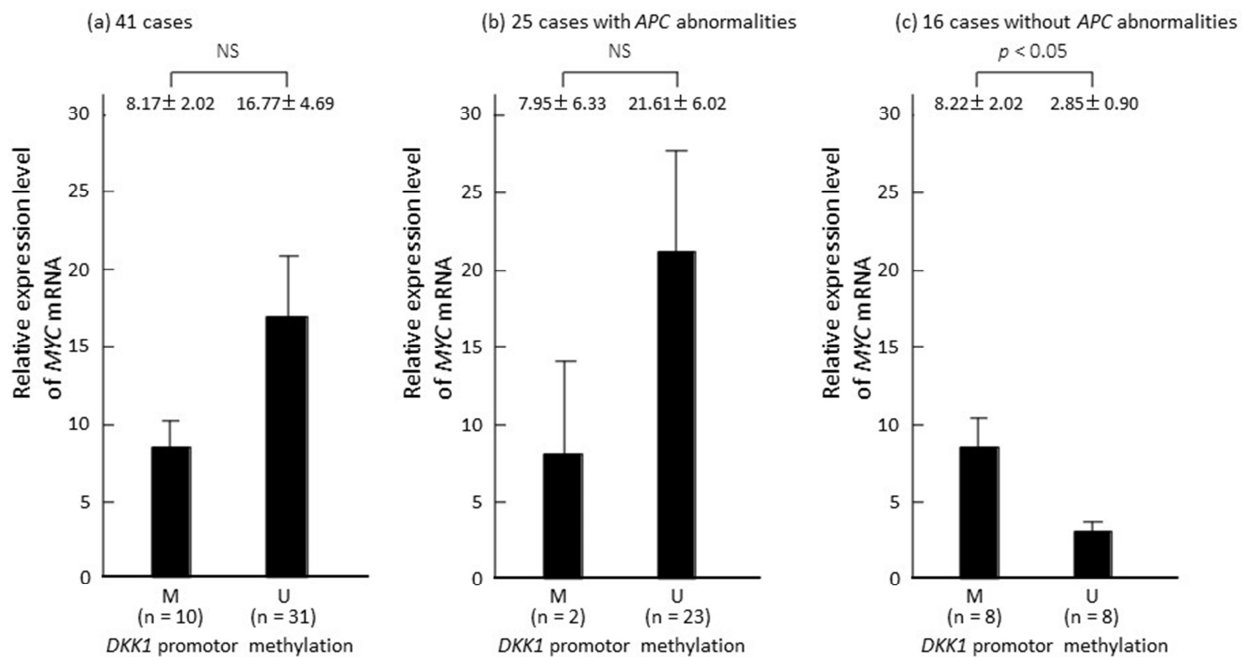 (a) 41 cases
NS
8.17± 2.02 16.77± 4.69
30
25
20
15
10
5
0
Relative expression level
of MYC mRNA
M U
(n = 10) (n = 31)
DKK1 promotor methylation
(b) 25 cases with APC abnormalities
NS
7.95± 6.33 21.61± 6.02
30
25
20
15
10
5
0
Relative expression level
of MYC mRNA
M U
(n = 2) (n = 23)
DKK1 promotor methylation
(c) 16 cases without APC abnormalities
p < 0.05
8.22± 2.02 2.85± 0.90
30
25
20
15
10
5
0
Relative expression level
of MYC mRNA
M U
(n = 8) (n = 8)
DKK1 promotor methylation